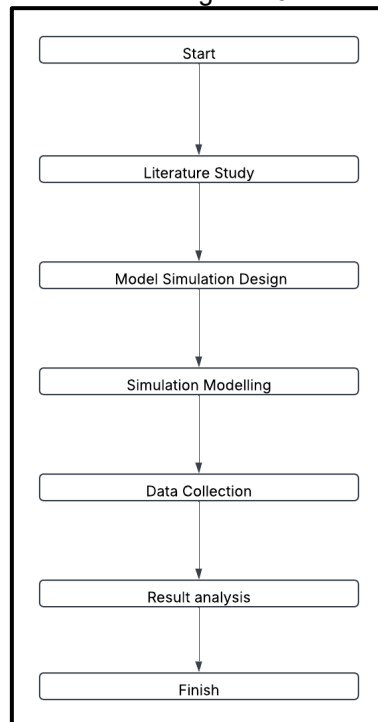 Start
Literature Study
Model Simulation Design
Simulation Modelling
Data Collection
Result analysis
Finish